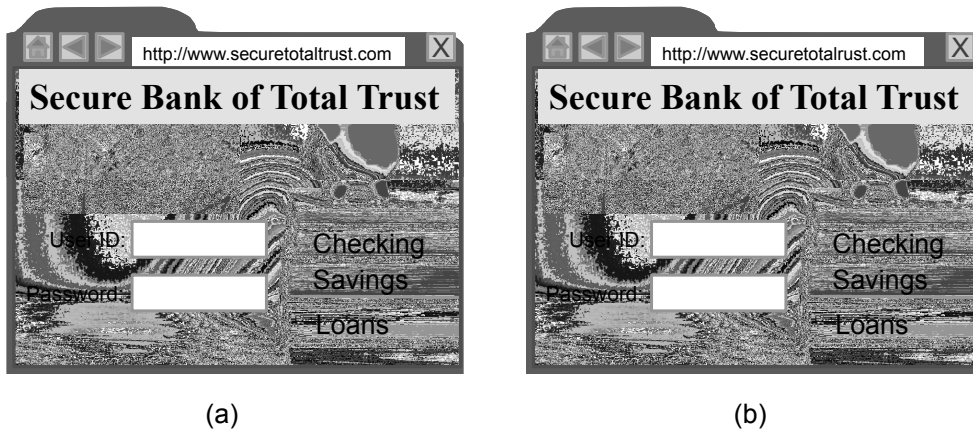 http://www.securetotaltrust.com
X
Secure Bank of Total Trust
User ID:
Checking
Savings
Password:
Loans
(a)
http://www.securetotaltrust.com
X
Secure Bank of Total Trust
User ID:
Checking
Savings
Password:
Loans
(b)